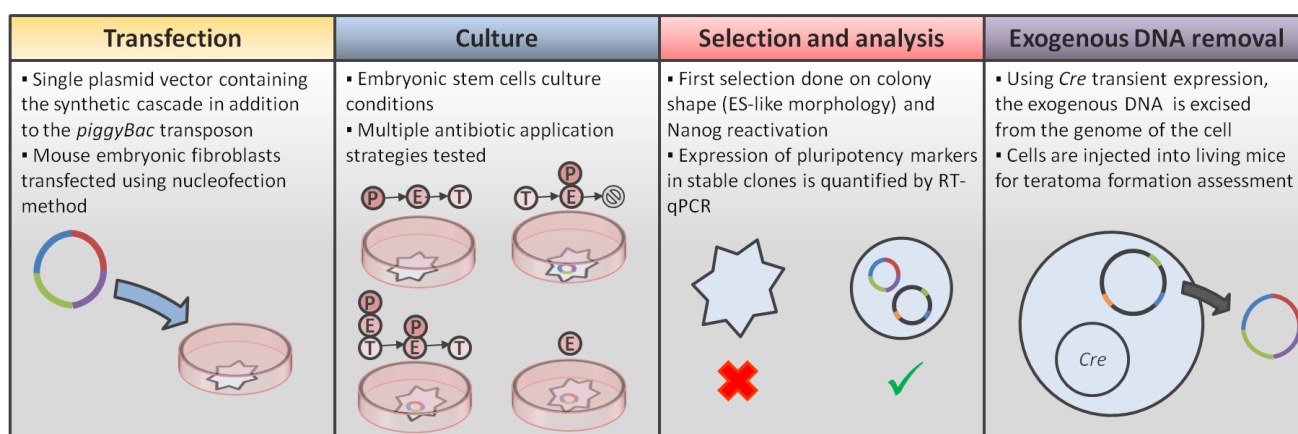 Transfection
▪ Single plasmid vector containing
the synthetic cascade in addition
to the piggyBac transposon
▪ Mouse embryonic fibroblasts
transfected using nucleofection
method
Culture
▪ Embryonic stem cells culture
conditions
▪ Multiple antibiotic application
strategies tested
P E T
P
T E
P
E
T
P
E T
E
Selection and analysis
▪ First selection done on colony
shape (ES-like morphology) and
Nanog reactivation
▪ Expression of pluripotency markers
in stable clones is quantified by RT-
qPCR
Exogenous DNA removal
▪ Using Cre transient expression,
the exogenous DNA is excised
from the genome of the cell
▪ Cells are injected into living mice
for teratoma formation assessment
Cre